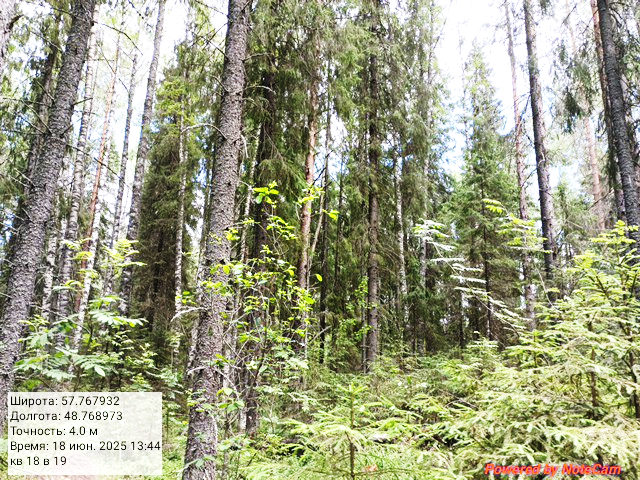 Широта: 57.767932
Долгота: 48.768973
Точность: 4.0 м
Время: 18 июн. 2025 13:44
кв 18 в 19
Powered by NoteCam